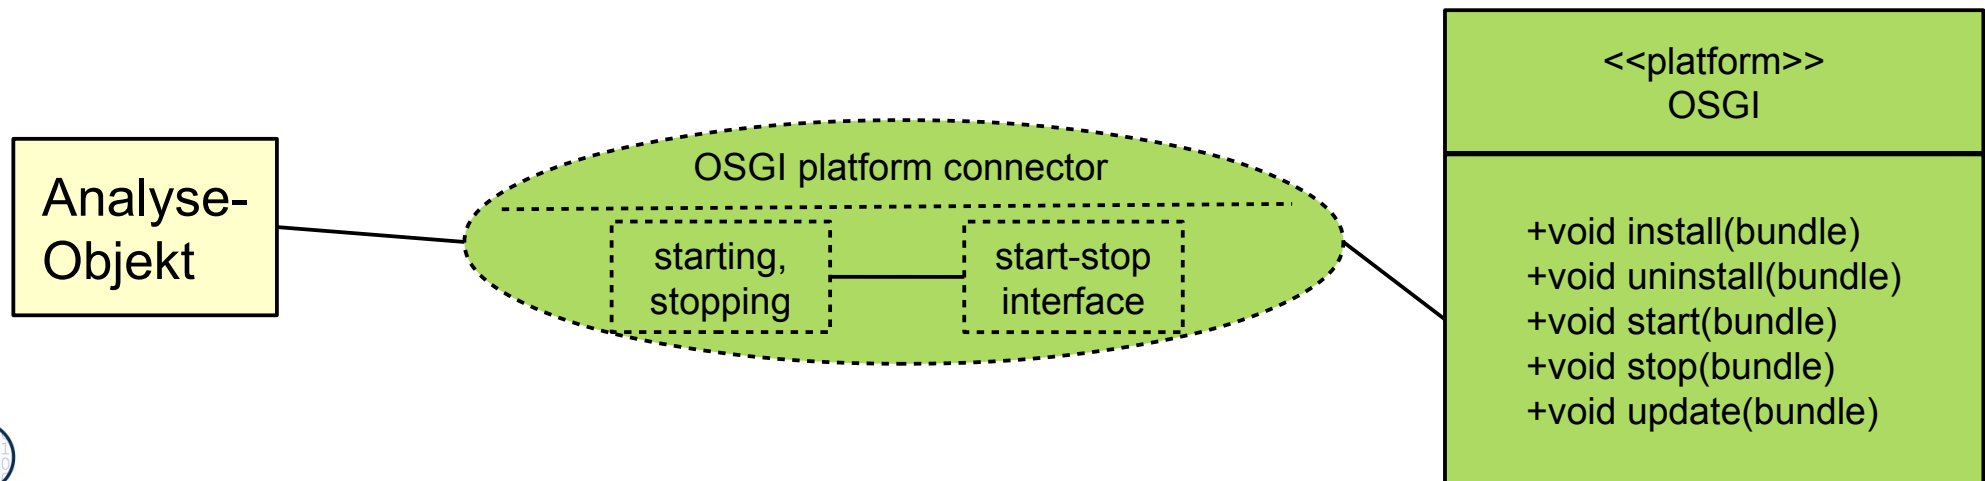 Analyse-
Objekt
OSGI platform connector
starting,
stopping
start-stop
interface
<<platform>>
OSGI
+void install(bundle)
+void uninstall(bundle)
+void start(bundle)
+void stop(bundle)
+void update(bundle)